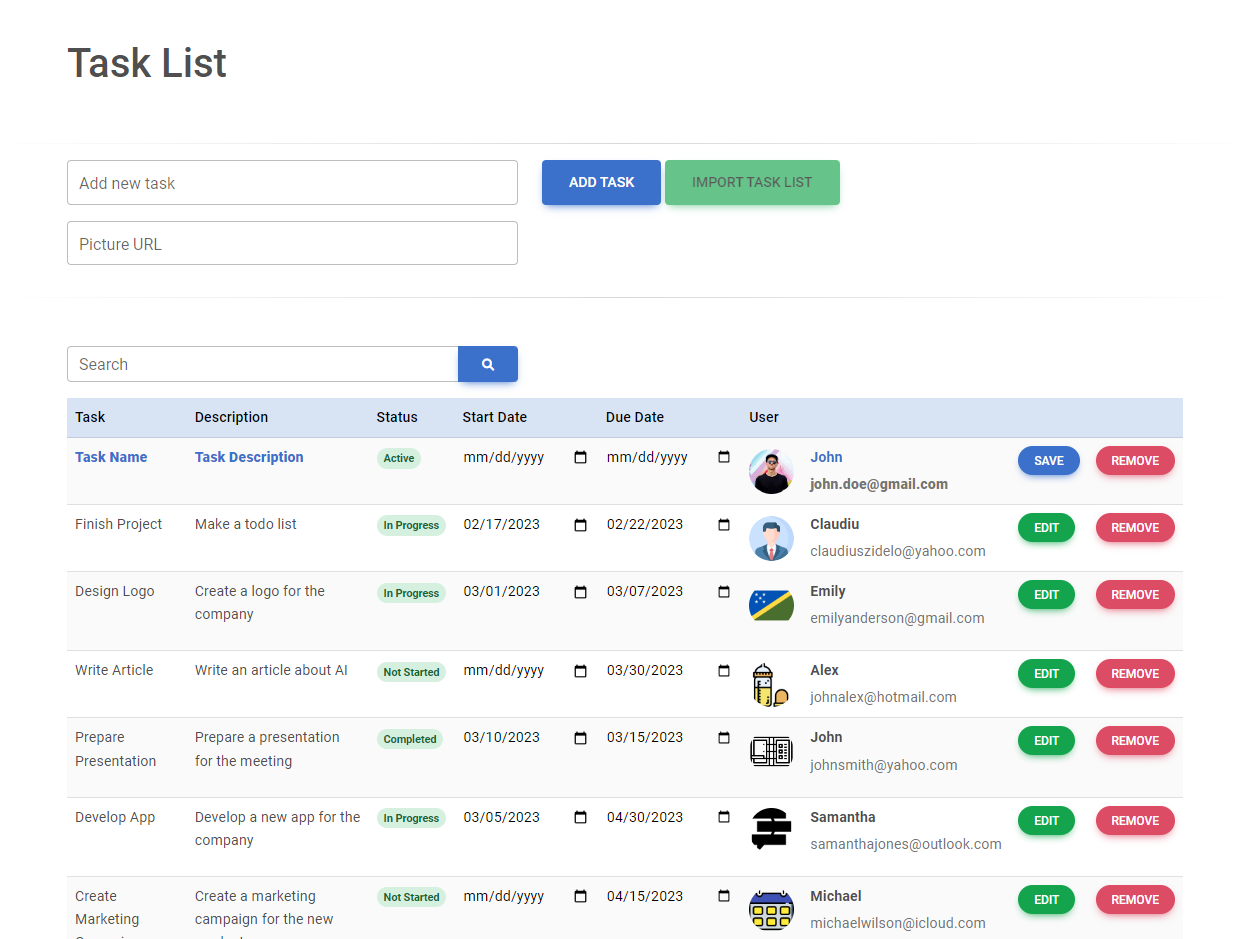 Task List
Add new task
ADD TASK
IMPORT TASK LIST
Picture URL
Search
Task Description Status Start Date Due Date User
Task Name Task Description Active mm/dd/yyyy mm/dd/yyyy John SAVE REMOVE
john.doe@gmail.com
Finish Project Make a todo list In Progress 02/17/2023 02/22/2023 Claudiu EDIT REMOVE
claudiuszidelo@yahoo.com
Design Logo Create a logo for the In Progress 03/01/2023 03/07/2023 Emily EDIT REMOVE
company emilyanderson@gmail.com
Write Article Write an article about AI Not Started mm/dd/yyyy 03/30/2023 Alex EDIT REMOVE
johnalex@hotmail.com
Prepare Prepare a presentation Completed 03/10/2023 03/15/2023 John EDIT REMOVE
Presentation for the meeting johnsmith@yahoo.com
Develop App Develop a new app for the In Progress 03/05/2023 04/30/2023 Samantha EDIT REMOVE
company samanthajones@outlook.com
Create Create a marketing Not Started mm/dd/yyyy 04/15/2023 Michael EDIT REMOVE
Marketing campaign for the new michaelwilson@icloud.com